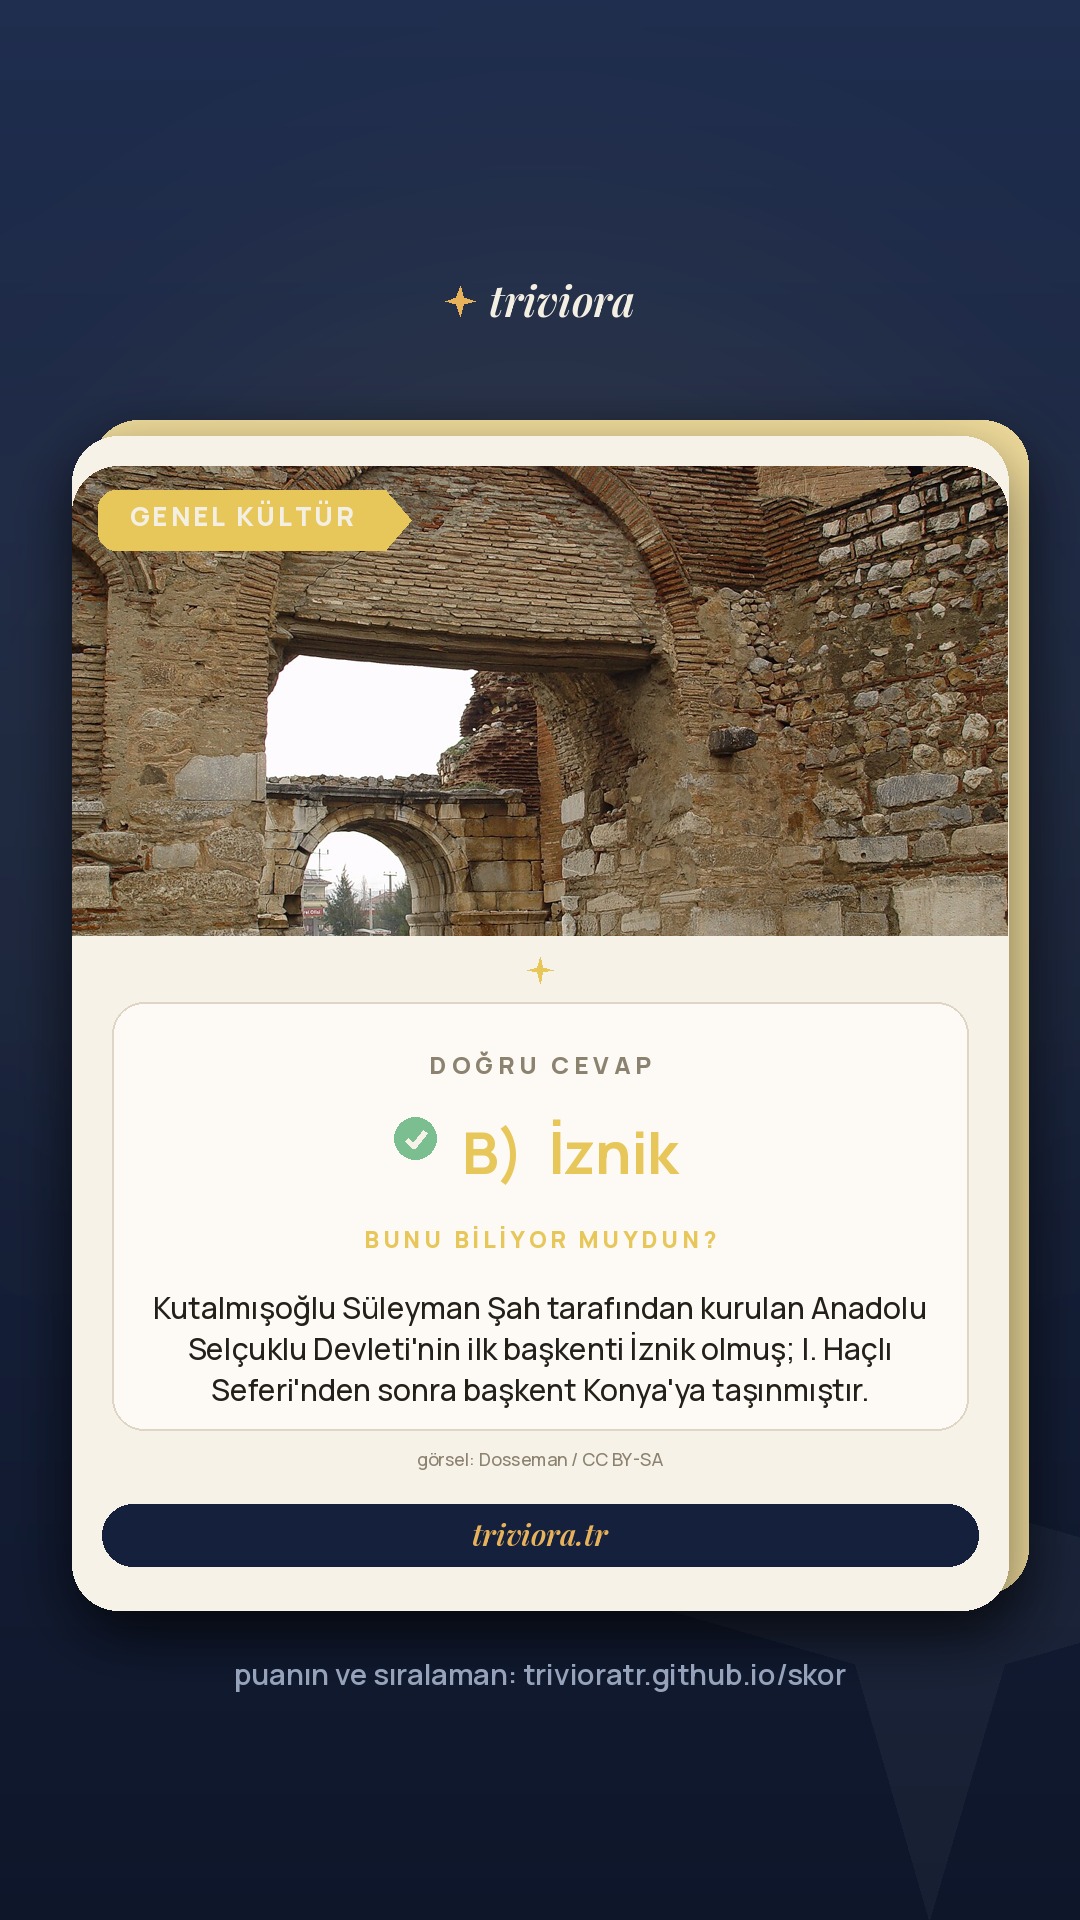 triviora
GENEL KÜLTÜR
DOĞRU CEVAP
B) İznik
BUNU BİLİYOR MUYDUN?
Kutalmışoğlu Süleyman Şah tarafından kurulan Anadolu
Selçuklu Devleti'nin ilk başkenti İznik olmuş; I. Haçlı
Seferi'nden sonra başkent Konya'ya taşınmıştır.
görsel: Dosseman / CC BY-SA
triviora.tr
puanın ve sıralaman: trivioratr.github.io/skor